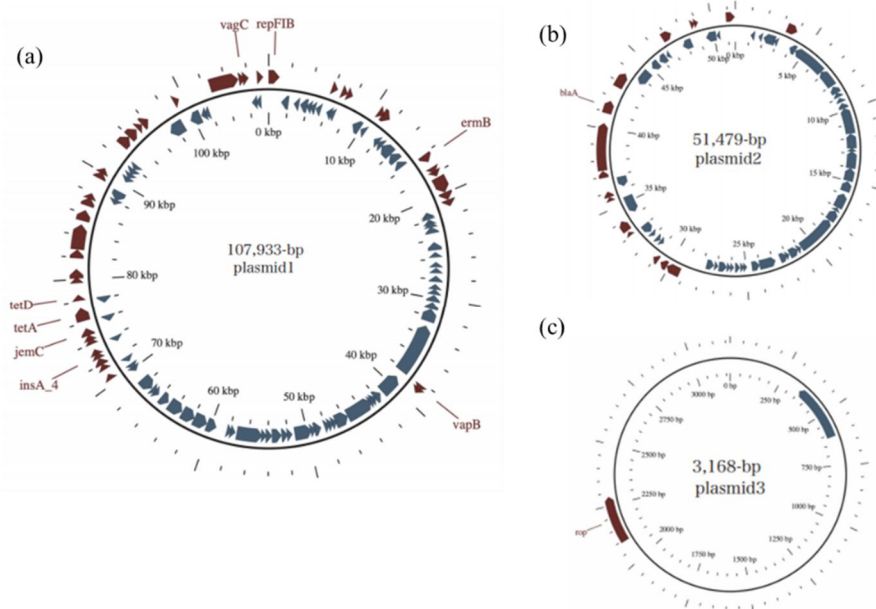 (a)
vagC
repFIB
ermB
0 kbp
10 kbp
20 kbp
30 kbp
40 kbp
50 kbp
60 kbp
70 kbp
80 kbp
90 kbp
100 kbp
107,933-bp
plasmid1
tetD
tetA
jemC
insA_4
vapB
(b)
blaA
0 kbp
5 kbp
10 kbp
15 kbp
20 kbp
25 kbp
30 kbp
35 kbp
40 kbp
45 kbp
50 kbp
51,479-bp
plasmid2
(c)
0 bp
250 bp
500 bp
750 bp
1000 bp
1250 bp
1500 bp
1750 bp
2000 bp
2250 bp
2500 bp
2750 bp
3000 bp
3,168-bp
plasmid3
rop